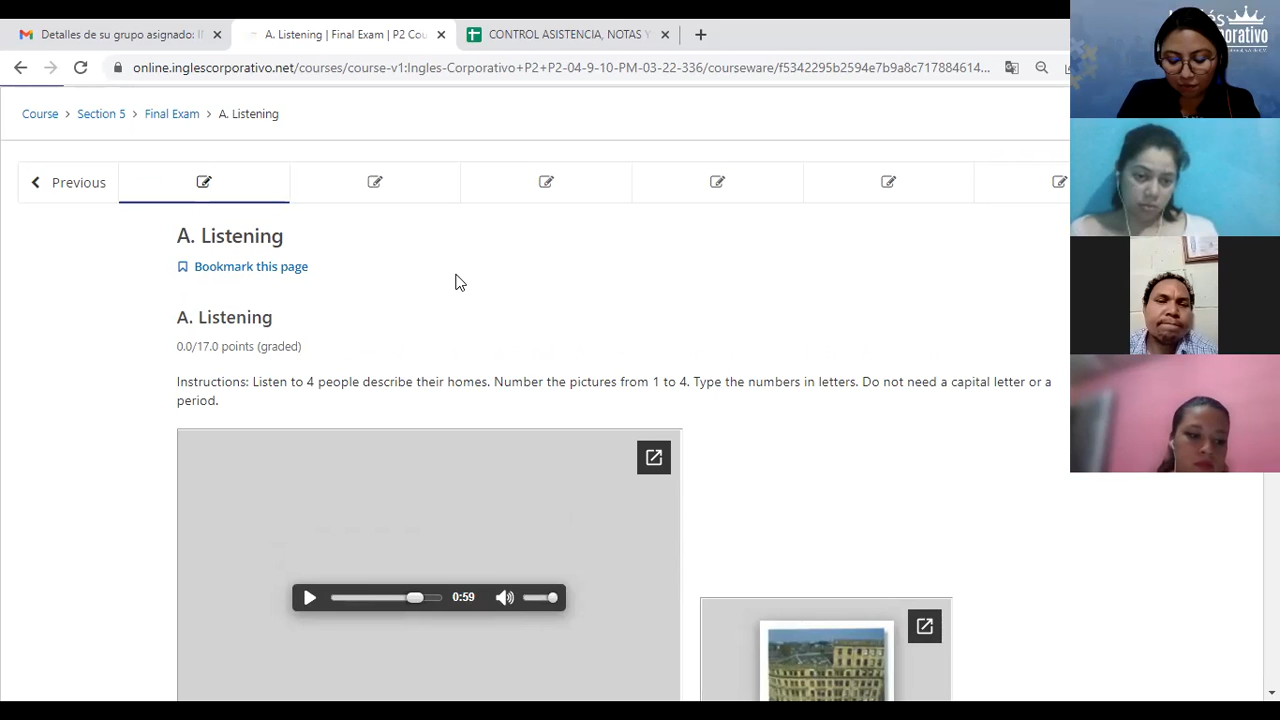 Detalles de su grupo asignado: IN
A. Listening | Final Exam | P2 Cou
CONTROL ASISTENCIA, NOTAS Y
online.inglescorporativo.net/courses/course-v1:Ingles-Corporativo+P2+P2-04-9-10-PM-03-22-336/courseware/f5342295b2594e7b9a8c717884614...
Course > Section 5 > Final Exam > A. Listening
Previous
A. Listening
Bookmark this page
A. Listening
0.0/17.0 points (graded)
Instructions: Listen to 4 people describe their homes. Number the pictures from 1 to 4. Type the numbers in letters. Do not need a capital letter or a
period.
0:59